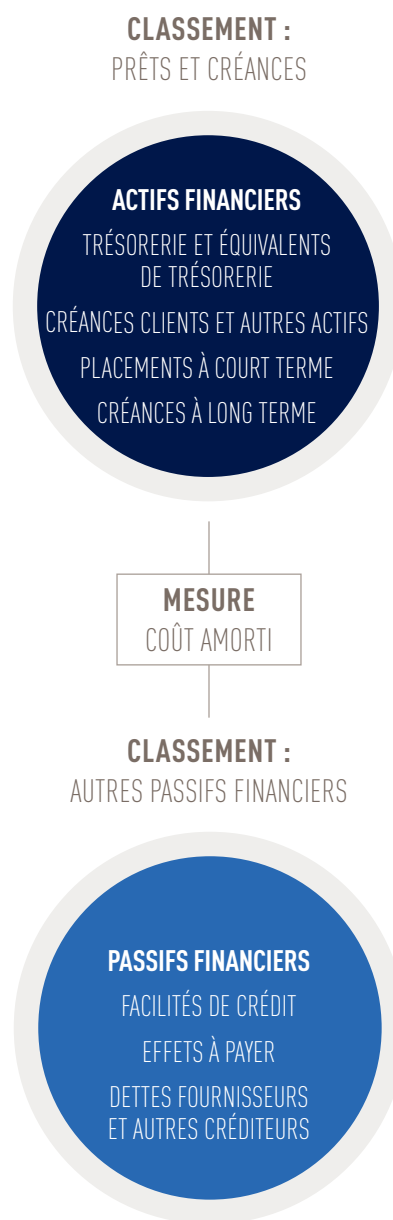 CLASSEMENT :
PRÊTS ET CRÉANCES
ACTIFS FINANCIERS
TRÉSORERIE ET ÉQUIVALENTS
DE TRÉSORERIE
CRÉANCES CLIENTS ET AUTRES ACTIFS
PLACEMENTS À COURT TERME
CRÉANCES À LONG TERME
MESURE
COÛT AMORTI
CLASSEMENT :
AUTRES PASSIFS FINANCIERS
PASSIFS FINANCIERS
FACILITÉS DE CRÉDIT
EFFETS À PAYER
DETTES FOURNISSEURS
ET AUTRES CRÉDITEURS